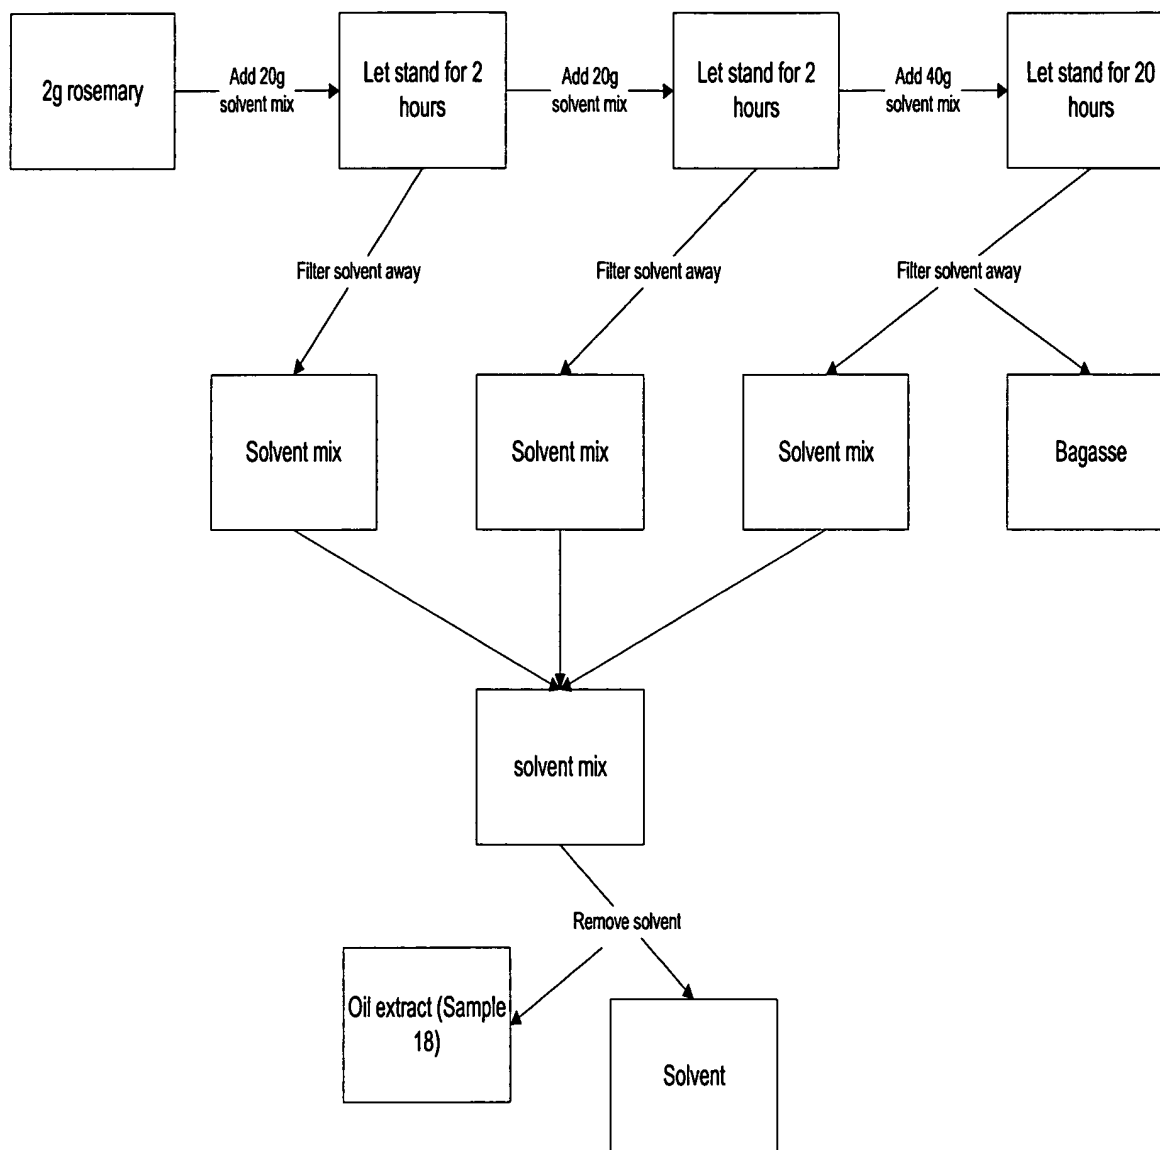 2g rosemary
Add 20g
solvent mix
Let stand for 2
hours
Add 20g
solvent mix
Let stand for 2
hours
Add 40g
solvent mix
Let stand for 20
hours
Filter solvent away
Filter solvent away
Filter solvent away
Solvent mix
Solvent mix
Solvent mix
Bagasse
solvent mix
Remove solvent
Oil extract (Sample
18)
Solvent